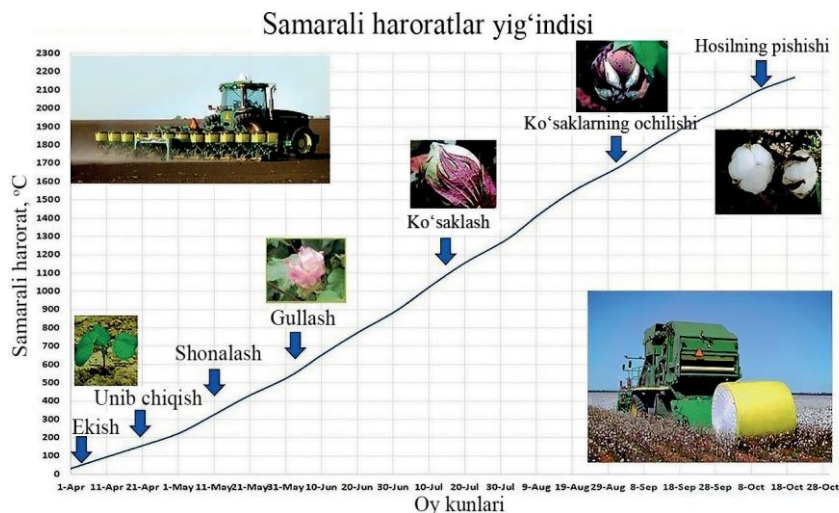 Samarali haroratlar yig‘indisi
Samarali harorat, °C
2300
2200
2100
2000
1900
1800
1700
1600
1500
1400
1300
1200
1100
1000
900
800
700
600
500
400
300
200
100
0
Ekish
Unib chiqish
Shonalash
Gullash
Ko‘saklash
Ko‘saklarning ochilishi
Hosilning pishishi
1-Apr 11-Apr 21-Apr 1-May 11-May 21-May 31-May 10-Jun 20-Jun 30-Jun 10-Jul 20-Jul 30-Jul 9-Aug 19-Aug 29-Aug 8-Sep 18-Sep 28-Sep 8-Oct 18-Oct 28-Oct
Oy kunlari